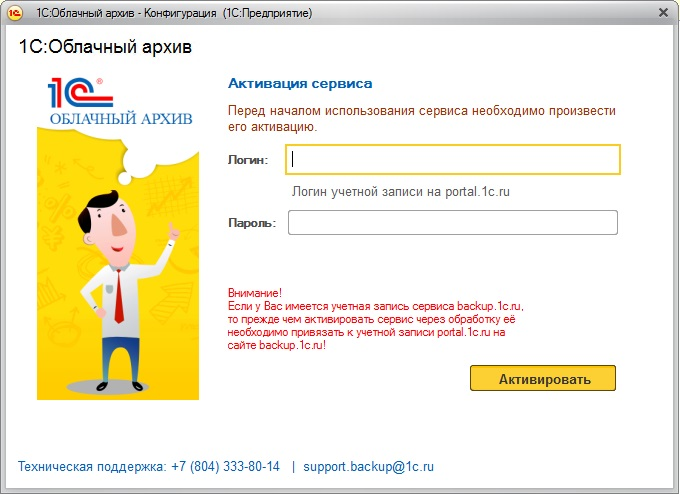 1С:Облачный архив - Конфигурация (1С:Предприятие)
1С:Облачный архив
1С®
ОБЛАЧНЫЙ АРХИВ
Активация сервиса
Перед началом использования сервиса необходимо произвести
его активацию.
Логин:
Логин учетной записи на portal.1c.ru
Пароль:
Внимание!
Если у Вас имеется учетная запись сервиса backup.1c.ru,
то прежде чем активировать сервис через обработку её
необходимо привязать к учетной записи portal.1c.ru на
сайте backup.1c.ru!
Активировать
Техническая поддержка: +7 (804) 333-80-14 | support.backup@1c.ru